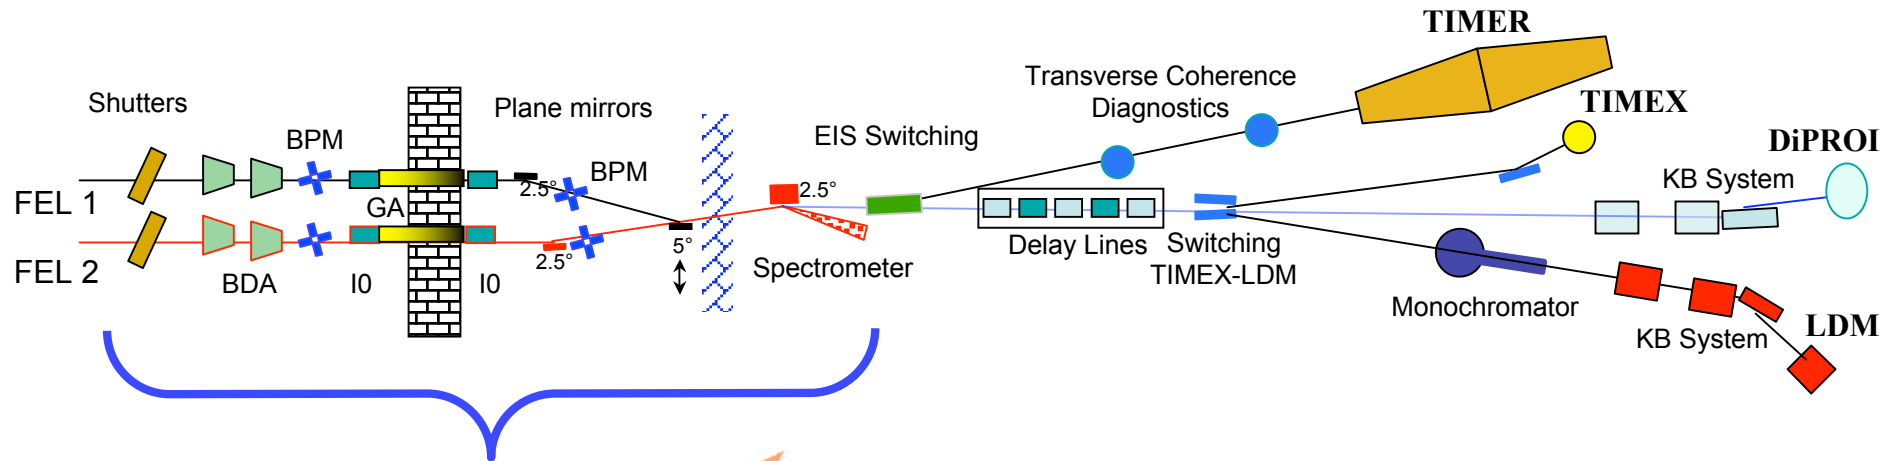 TIMER
Transverse Coherence
Diagnostics
TIMEX
Shutters
Plane mirrors
BPM
EIS Switching
DiPROI
BPM
KB System
2.5°
2.5°
FEL 1
GA
FEL 2
2.5°
5°
Delay Lines
Switching
TIMEX-LDM
Spectrometer
BDA
I0
I0
Monochromator
KB System
LDM